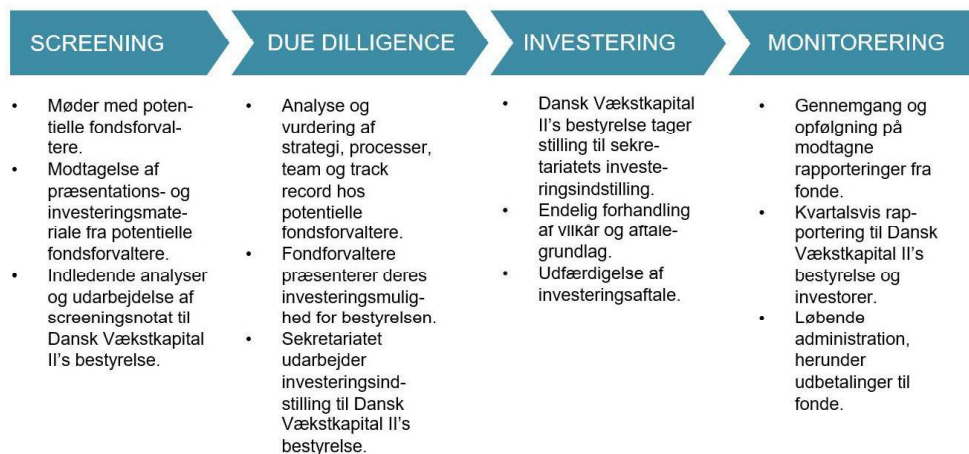 SCREENING
• Møder med poten-
tielle fondsforval-
tere.
• Modtagelse af
præsentations- og
investeringsmate-
riale fra potentielle
fondsforvaltere.
• Indledende analyser
og udarbejdelse af
screeningsnotat til
Dansk Vækstkapital
II's bestyrelse.
DUE DILLIGENCE
• Analyse og
vurdering af
strategi, processer,
team og track
record hos
potentielle
fondsforvaltere.
• Fondforvaltere
præsenterer deres
investeringsmulig-
hed for bestyrelsen.
• Sekretariatet
udarbejder
investeringsind-
stilling til Dansk
Vækstkapital II's
bestyrelse.
INVESTERING
• Dansk Vækstkapital
II's bestyrelse tager
stilling til sekre-
tariatets investe-
ringsindstilling.
• Endelig forhandling
af vilkår og aftale-
grundlag.
• Udfærdigelse af
investeringsaftale.
MONITORERING
• Gennemgang og
opfølgning på
modtagne
rapporteringer fra
fonde.
• Kvartalsvis rap-
portering til Dansk
Vækstkapital II's
bestyrelse og
investorer.
• Løbende
administration,
herunder
udbetalinger til
fonde.